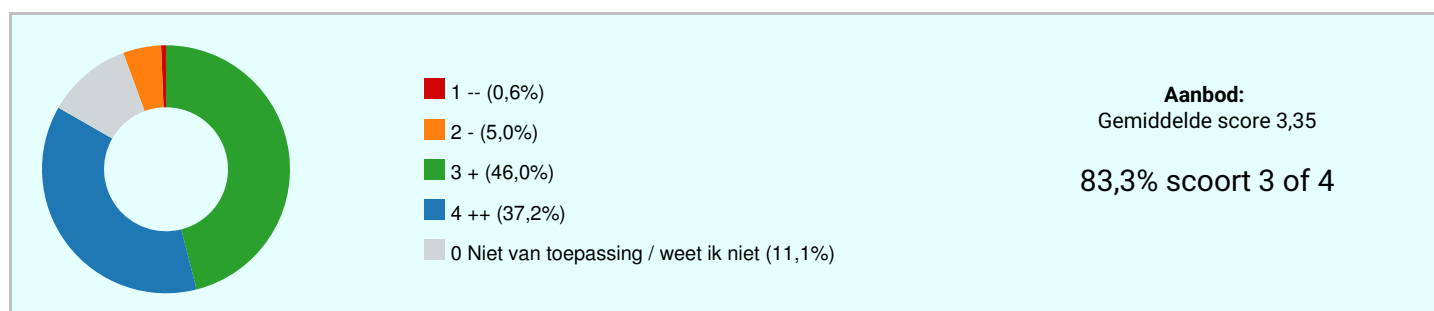 1 -- (0,6%)
2 - (5,0%)
3 + (46,0%)
4 ++ (37,2%)
0 Niet van toepassing / weet ik niet (11,1%)
Aanbod:
Gemiddelde score 3,35
83,3% scoort 3 of 4